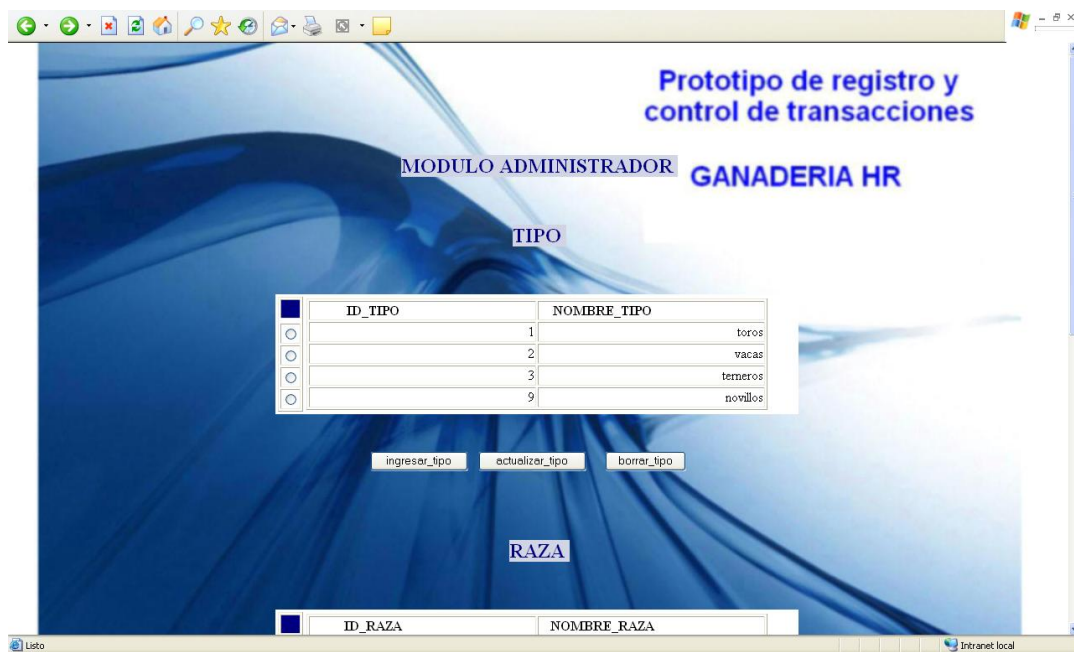 Prototipo de registro y
control de transacciones
MODULO ADMINISTRADOR
GANADERIA HR
TIPO
ID_TIPO NOMBRE_TIPO
1 toros
2 vacas
3 terneros
9 novillos
ingresar_tipo actualizar_tipo borrar_tipo
RAZA
ID_RAZA NOMBRE_RAZA
Listo Intranet local